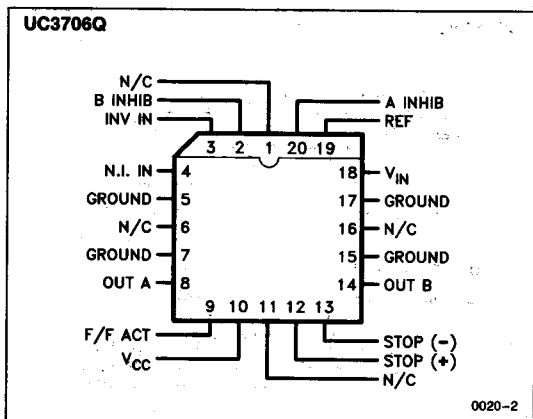 UC3706Q
N/C
B INHIB
INV IN
A INHIB
REF
3 2 1 20 19
N.I. IN 4
18 VIN
GROUND 5
17 GROUND
N/C 6
16 N/C
GROUND 7
15 GROUND
OUT A 8
14 OUT B
9 10 11 12 13
F/F ACT
VCC
STOP (-)
STOP (+)
N/C
0020-2